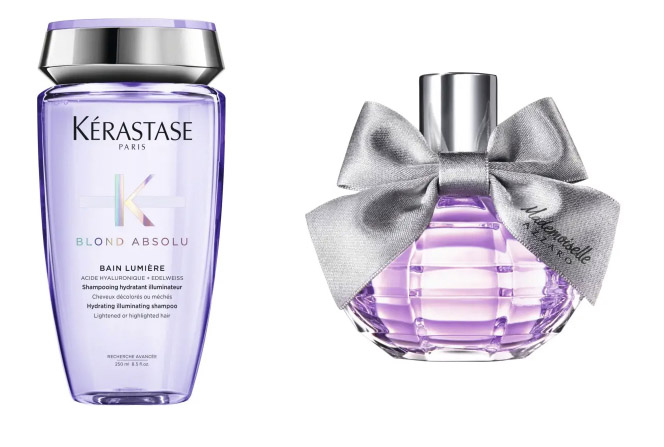 KÉRASTASE
PARIS
K
BLOND ABSOLU
BAIN LUMIÈRE
ACIDE HYALURONIQUE + EDELWEISS
Shampooing hydratant illuminateur
Cheveux décolorés ou méchés
Hydrating illuminating shampoo
Lightened or highlighted hair
RECHERCHE AVANCÉE
250 ml 8.5 fl.oz
Mademoiselle
AZZARO